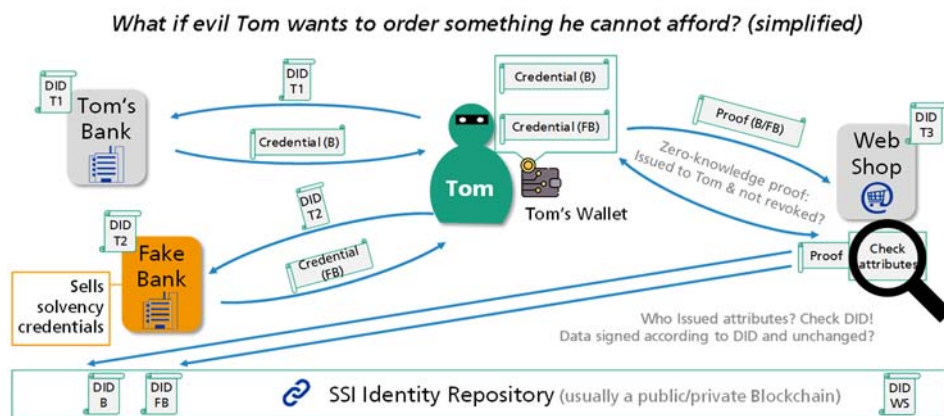 What if evil Tom wants to order something he cannot afford? (simplified)
DID
T1
Tom's
Bank
DID
T1
Credential (B)
Credential (B)
Credential (FB)
Tom
Tom's Wallet
Proof (B/FB)
Zero-knowledge proof:
Issued to Tom & not revoked?
DID
T3
Web
Shop
DID
T2
Fake
Bank
DID
T2
Credential
(FB)
Sells
solvency
credentials
Proof
Check
attributes
Who Issued attributes? Check DID!
Data signed according to DID and unchanged?
DID
B
DID
FB
SSI Identity Repository (usually a public/private Blockchain)
DID
WS